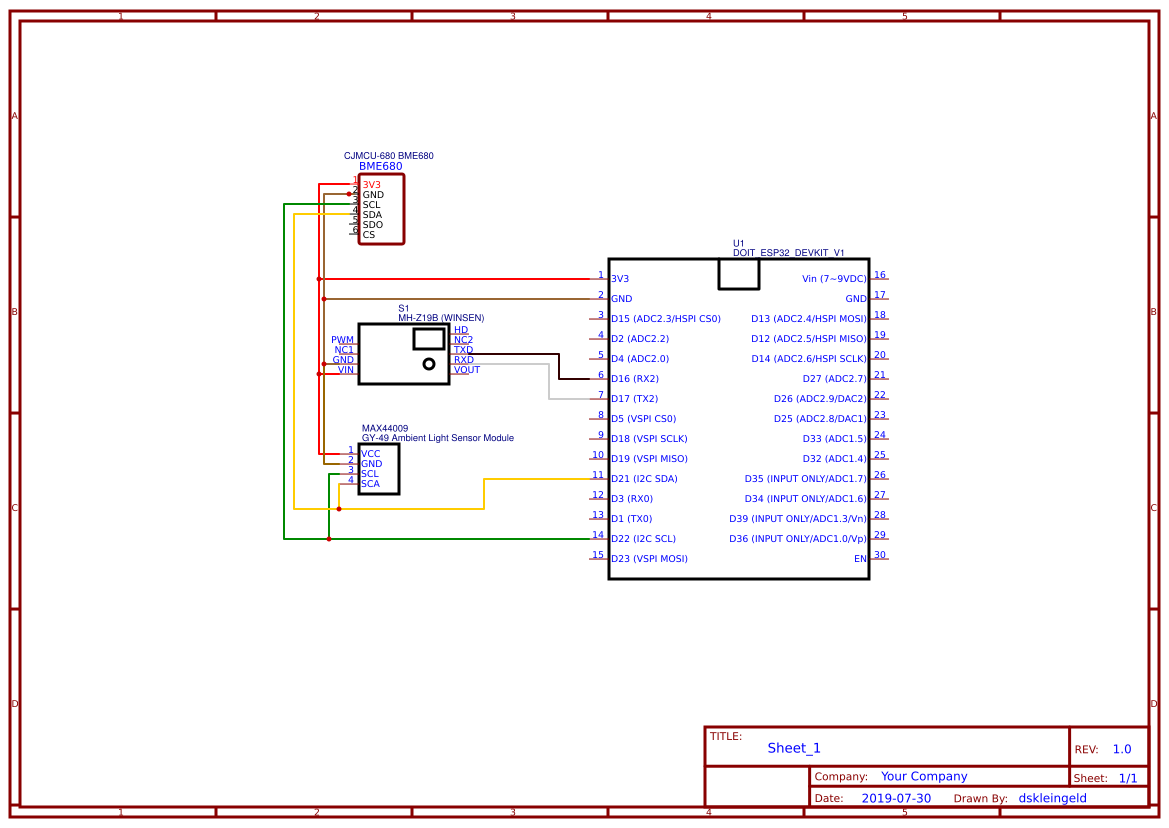 1 2 3 4 5
A A
B B
C C
D D
CJMCU-680 BME680
BME680
1 3V3
2 GND
3 SCL
4 SDA
5 SDO
6 CS
S1
MH-Z19B (WINSEN)
PWM
NC1
GND
VIN
HD
NC2
TXD
RXD
VOUT
MAX44009
GY-49 Ambient Light Sensor Module
1 VCC
2 GND
3 SCL
4 SCA
U1
DOIT_ESP32_DEVKIT_V1
1 3V3 Vin (7~9VDC) 16
2 GND GND 17
3 D15 (ADC2.3/HSPI CS0) D13 (ADC2.4/HSPI MOSI) 18
4 D2 (ADC2.2) D12 (ADC2.5/HSPI MISO) 19
5 D4 (ADC2.0) D14 (ADC2.6/HSPI SCLK) 20
6 D16 (RX2) D27 (ADC2.7) 21
7 D17 (TX2) D26 (ADC2.9/DAC2) 22
8 D5 (VSPI CS0) D25 (ADC2.8/DAC1) 23
9 D18 (VSPI SCLK) D33 (ADC1.5) 24
10 D19 (VSPI MISO) D32 (ADC1.4) 25
11 D21 (I2C SDA) D35 (INPUT ONLY/ADC1.7) 26
12 D3 (RX0) D34 (INPUT ONLY/ADC1.6) 27
13 D1 (TX0) D39 (INPUT ONLY/ADC1.3/Vn) 28
14 D22 (I2C SCL) D36 (INPUT ONLY/ADC1.0/Vp) 29
15 D23 (VSPI MOSI) EN 30
TITLE: Sheet_1
REV: 1.0
Company: Your Company
Sheet: 1/1
Date: 2019-07-30 Drawn By: dskleingeld
1 2 3 4 5